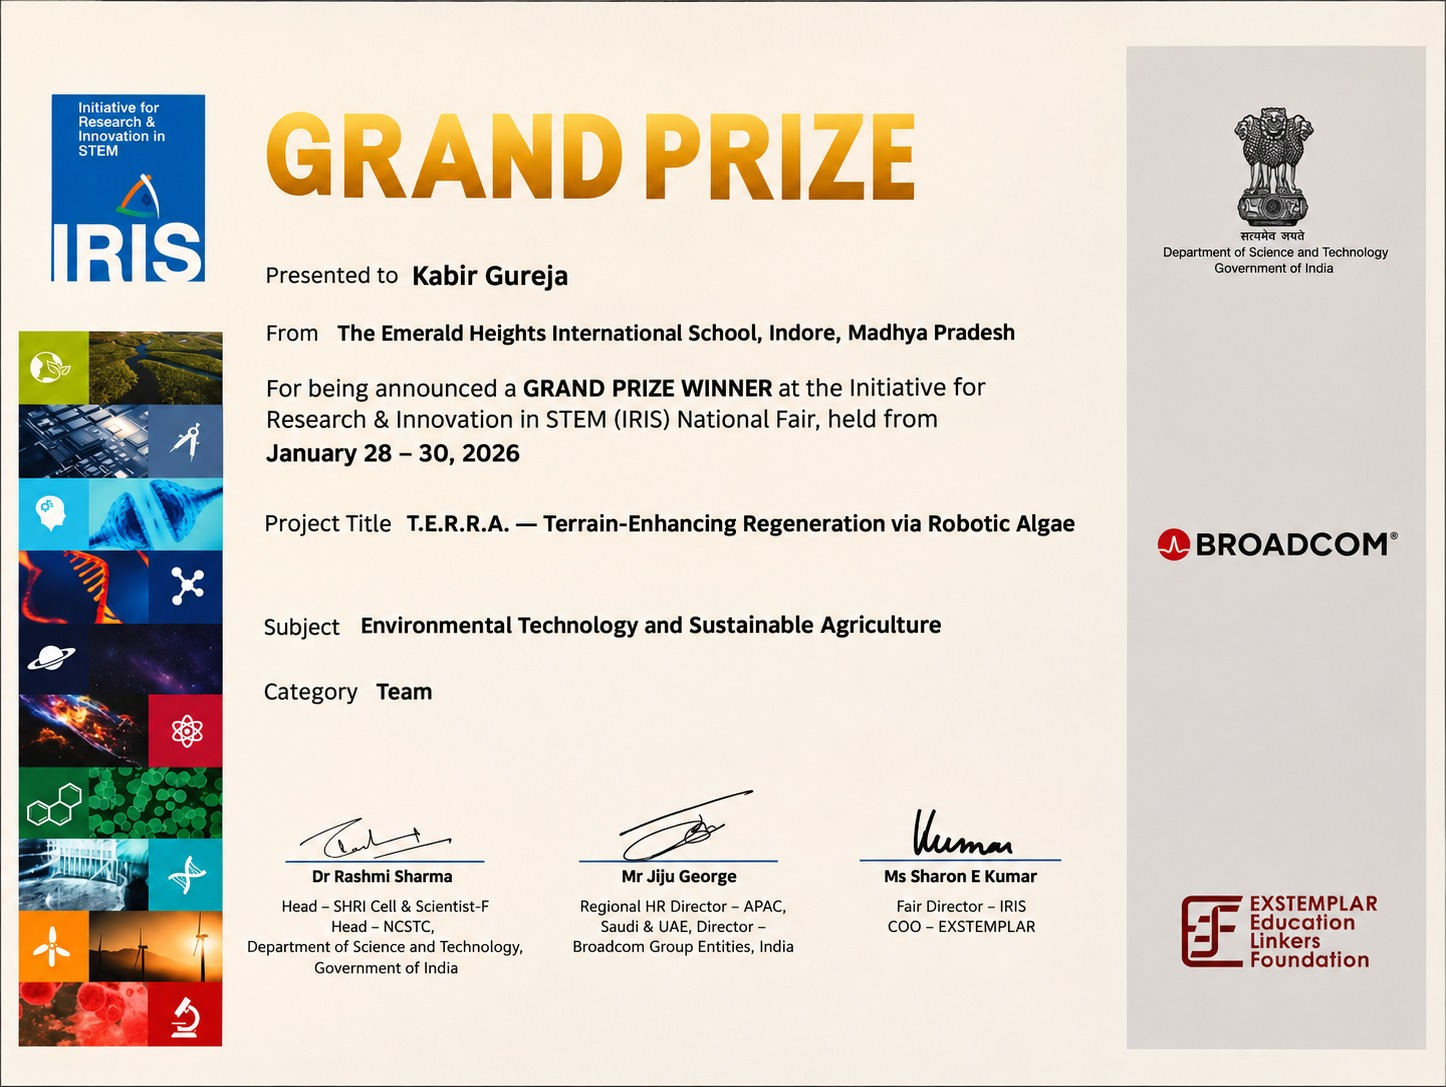 Initiative for
Research &
Innovation in
STEM
IRIS
GRAND PRIZE
Presented to Kabir Gureja
From The Emerald Heights International School, Indore, Madhya Pradesh
For being announced a GRAND PRIZE WINNER at the Initiative for
Research & Innovation in STEM (IRIS) National Fair, held from
January 28 – 30, 2026
Project Title T.E.R.R.A. — Terrain-Enhancing Regeneration via Robotic Algae
Subject Environmental Technology and Sustainable Agriculture
Category Team
Kumar
Dr Rashmi Sharma
Head – SHRI Cell & Scientist-F
Head – NCSTC,
Department of Science and Technology,
Government of India
Mr Jiju George
Regional HR Director – APAC,
Saudi & UAE, Director –
Broadcom Group Entities, India
Ms Sharon E Kumar
Fair Director – IRIS
COO – EXSTEMPLAR
सत्यमेव जयते
Department of Science and Technology
Government of India
BROADCOM®
EXSTEMPLAR
Education
Linkers
Foundation